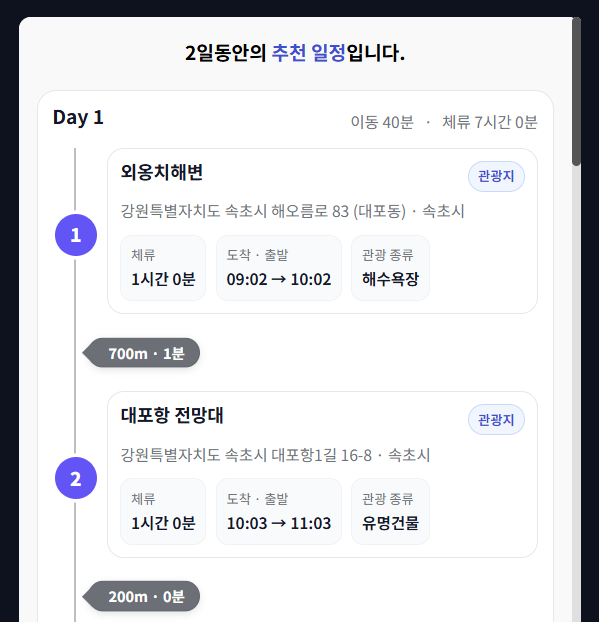 2일동안의 추천 일정입니다.
Day 1
이동 40분 · 체류 7시간 0분
외옹치해변
관광지
강원특별자치도 속초시 해오름로 83 (대포동) · 속초시
1
체류
도착 · 출발
관광 종류
1시간 0분
09:02 → 10:02
해수욕장
700m · 1분
대포항 전망대
관광지
강원특별자치도 속초시 대포항1길 16-8 · 속초시
2
체류
도착 · 출발
관광 종류
1시간 0분
10:03 → 11:03
유명건물
200m · 0분